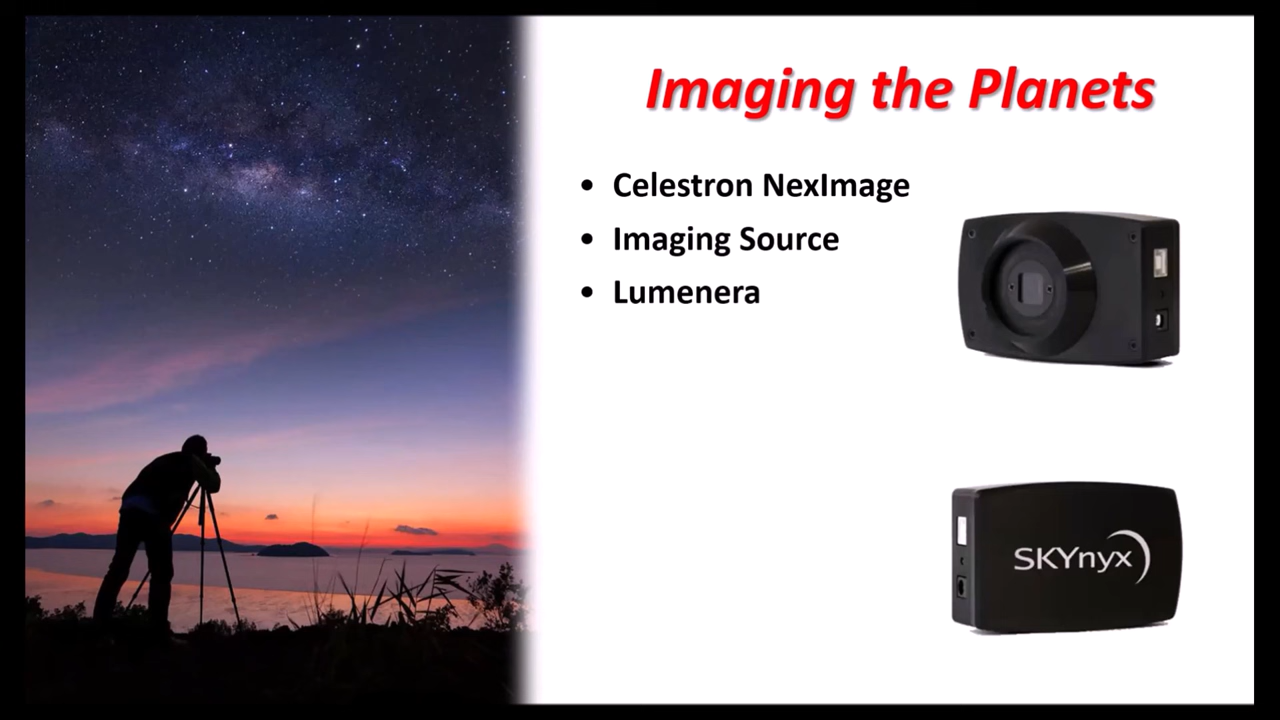 Imaging the Planets
• Celestron NexImage
• Imaging Source
• Lumenera
SKYnyx